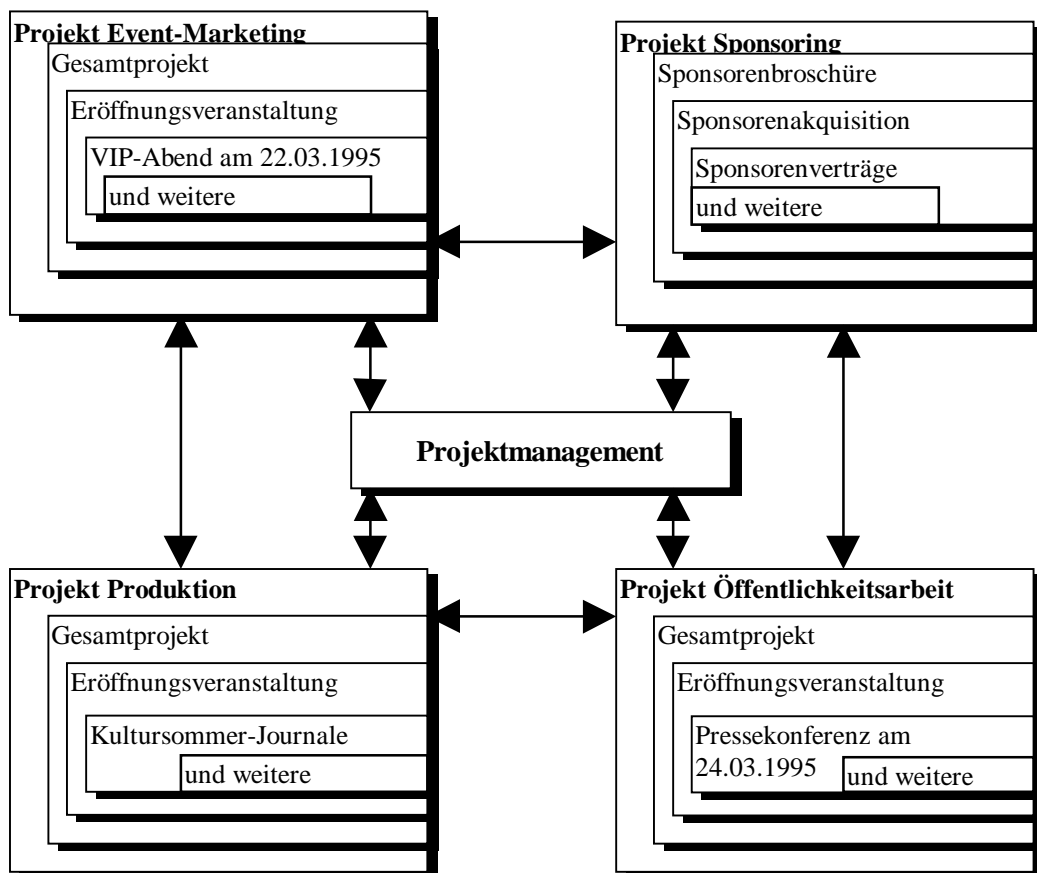 Projekt Event-Marketing
Gesamtprojekt
Eröffnungsveranstaltung
VIP-Abend am 22.03.1995
und weitere
Projekt Sponsoring
Sponsorenbroschüre
Sponsorenakquisition
Sponsorenverträge
und weitere
Projektmanagement
Projekt Produktion
Gesamtprojekt
Eröffnungsveranstaltung
Kultursommer-Journale
und weitere
Projekt Öffentlichkeitsarbeit
Gesamtprojekt
Eröffnungsveranstaltung
Pressekonferenz am
24.03.1995
und weitere